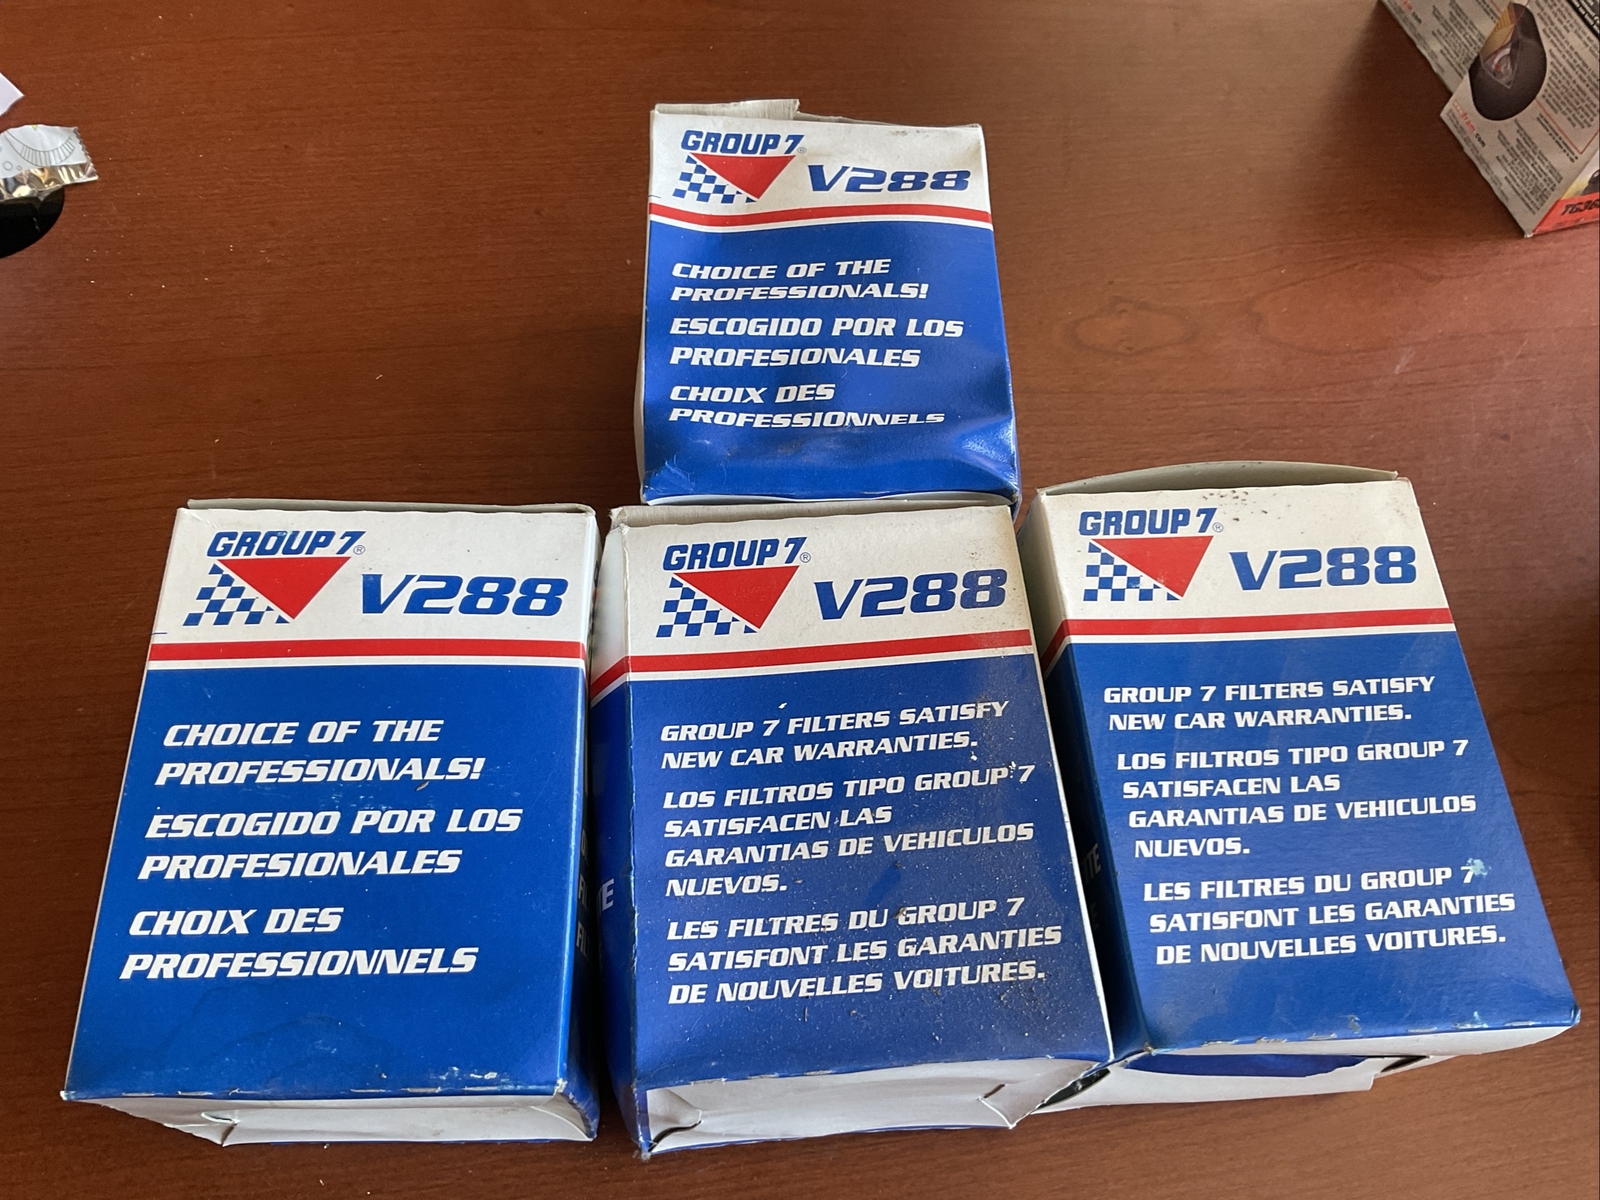 GROUP 7®
V288
CHOICE OF THE
PROFESSIONALS!
ESCOGIDO POR LOS
PROFESIONALES
CHOIX DES
PROFESSIONNELS
GROUP 7®
V288
CHOICE OF THE
PROFESSIONALS!
ESCOGIDO POR LOS
PROFESIONALES
CHOIX DES
PROFESSIONNELS
GROUP 7®
V288
GROUP 7 FILTERS SATISFY
NEW CAR WARRANTIES.
LOS FILTROS TIPO GROUP 7
SATISFACEN LAS
GARANTIAS DE VEHICULOS
NUEVOS.
LES FILTRES DU GROUP 7
SATISFONT LES GARANTIES
DE NOUVELLES VOITURES.
GROUP 7®
V288
GROUP 7 FILTERS SATISFY
NEW CAR WARRANTIES.
LOS FILTROS TIPO GROUP 7
SATISFACEN LAS
GARANTIAS DE VEHICULOS
NUEVOS.
LES FILTRES DU GROUP 7
SATISFONT LES GARANTIES
DE NOUVELLES VOITURES.